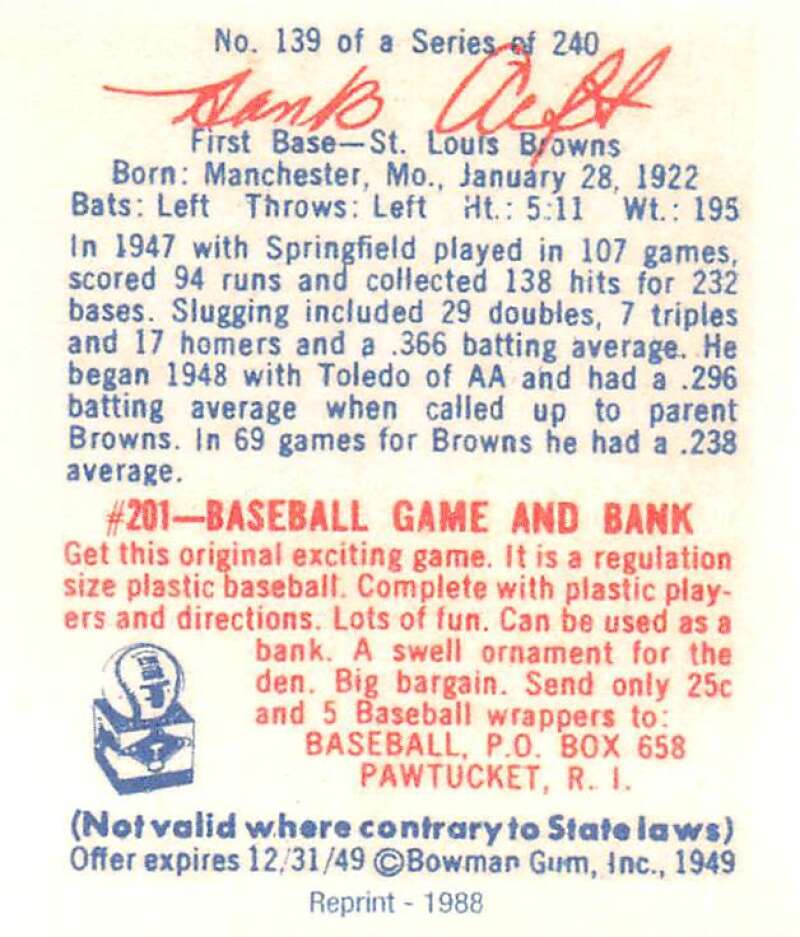 No. 139 of a Series of 240
Hank Arft
First Base—St. Louis Browns
Born: Manchester, Mo., January 28, 1922
Bats: Left Throws: Left Ht.: 5:11 Wt.: 195
In 1947 with Springfield played in 107 games,
scored 94 runs and collected 138 hits for 232
bases. Slugging included 29 doubles, 7 triples
and 17 homers and a .366 batting average. He
began 1948 with Toledo of AA and had a .296
batting average when called up to parent
Browns. In 69 games for Browns he had a .238
average.
#201—BASEBALL GAME AND BANK
Get this original exciting game. It is a regulation
size plastic baseball. Complete with plastic play-
ers and directions. Lots of fun. Can be used as a
bank. A swell ornament for the
den. Big bargain. Send only 25c
and 5 Baseball wrappers to:
BASEBALL, P.O. BOX 658
PAWTUCKET, R. I.
(Not valid where contrary to State laws)
Offer expires 12/31/49 ©Bowman Gum, Inc., 1949
Reprint - 1988